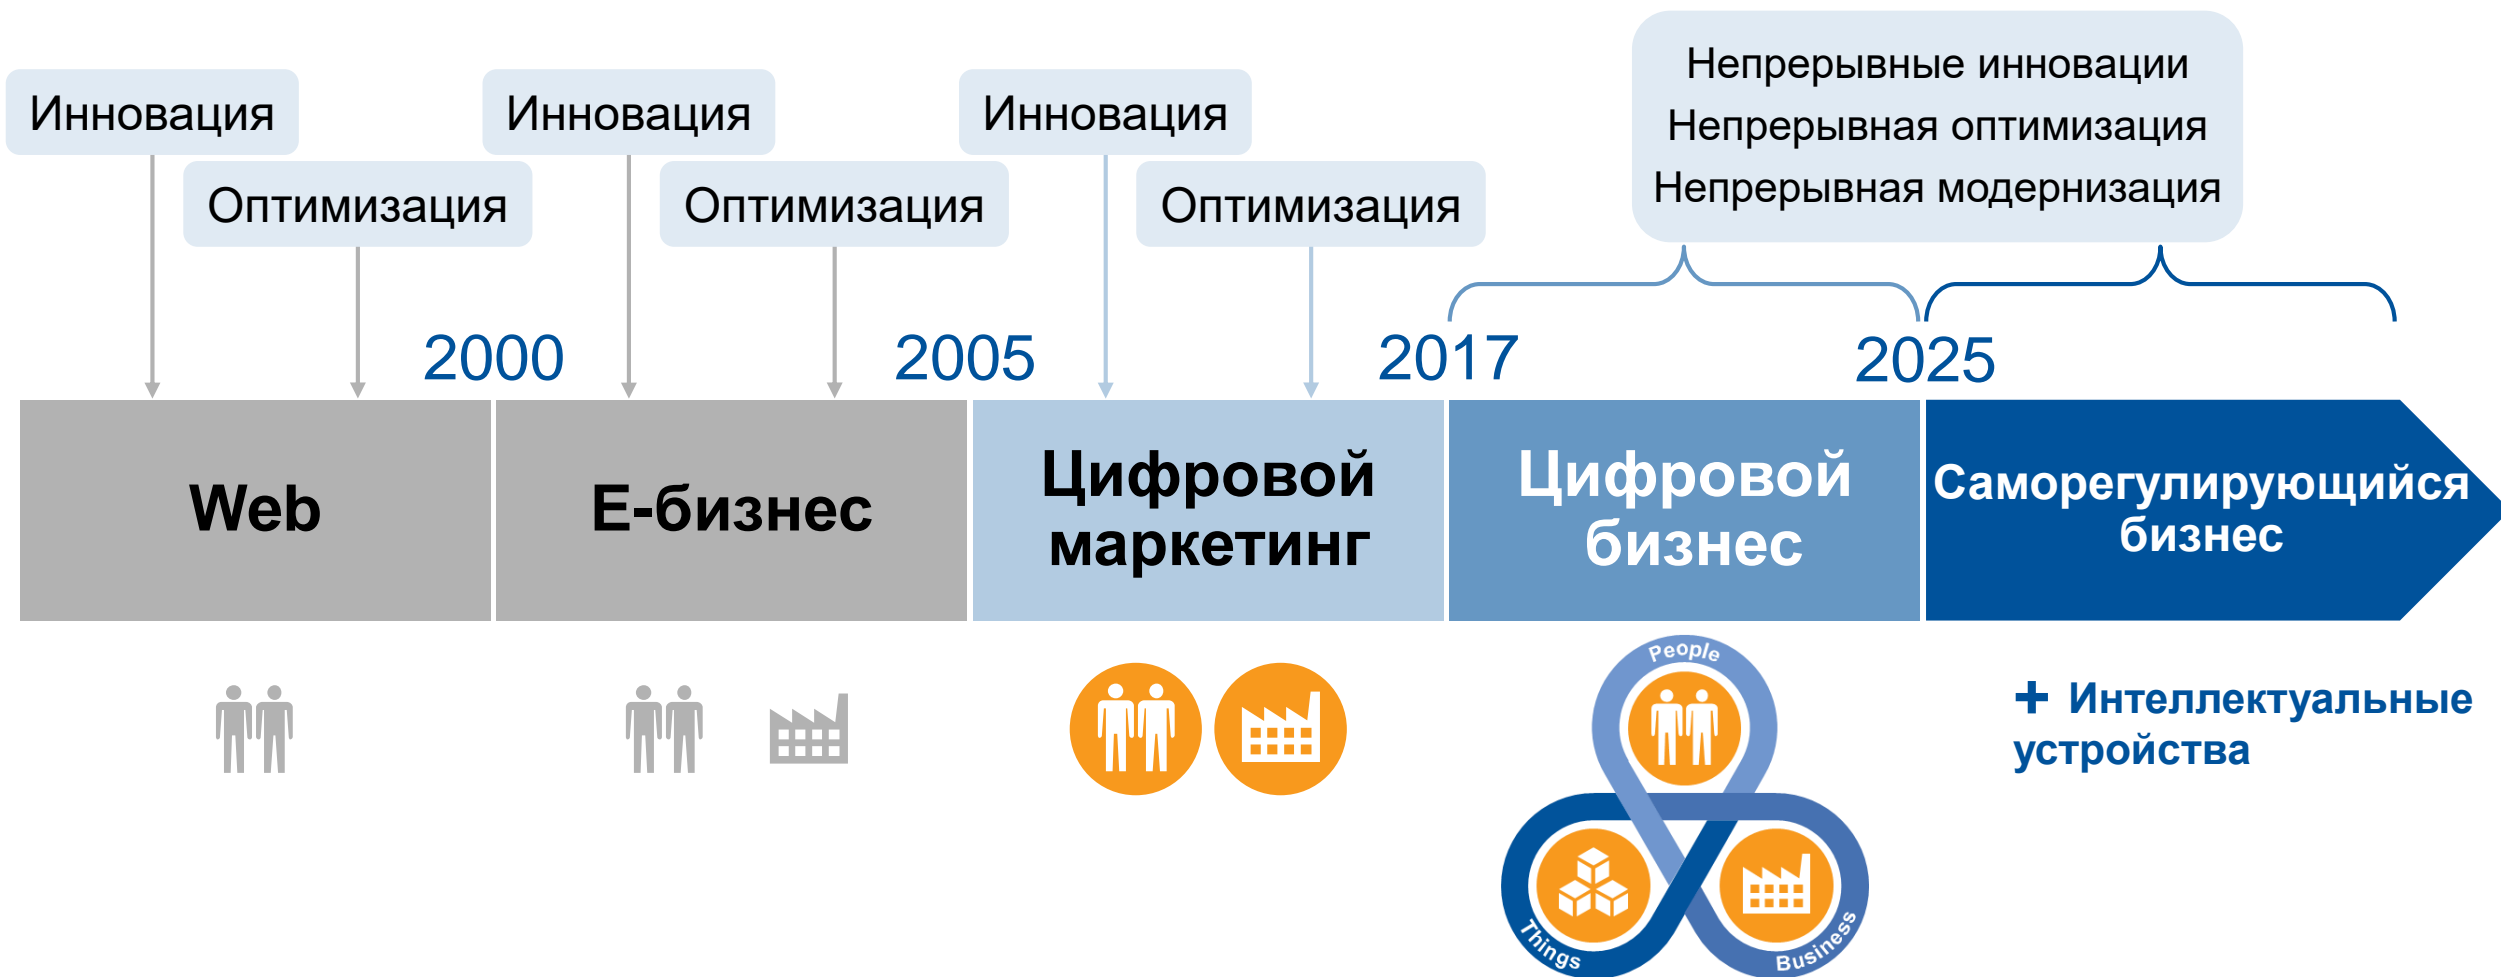 Инновация
Оптимизация
Инновация
Оптимизация
Инновация
Оптимизация
Непрерывные инновации
Непрерывная оптимизация
Непрерывная модернизация
2000
2005
2017
2025
Web
Е-бизнес
Цифровой
маркетинг
Цифровой
бизнес
Саморегулирующийся
бизнес
People
Things
Business
+ Интеллектуальные
устройства